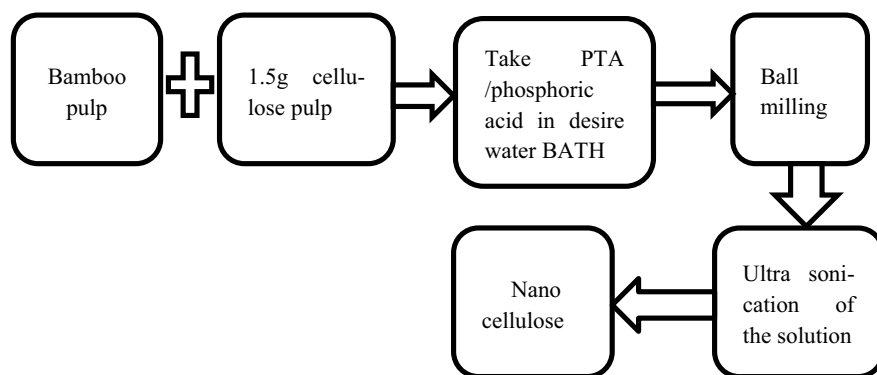 Bamboo
pulp
1.5g cellu-
lose pulp
Take PTA
/phosphoric
acid in desire
water BATH
Ball
milling
Ultra soni-
cation of
the solution
Nano
cellulose